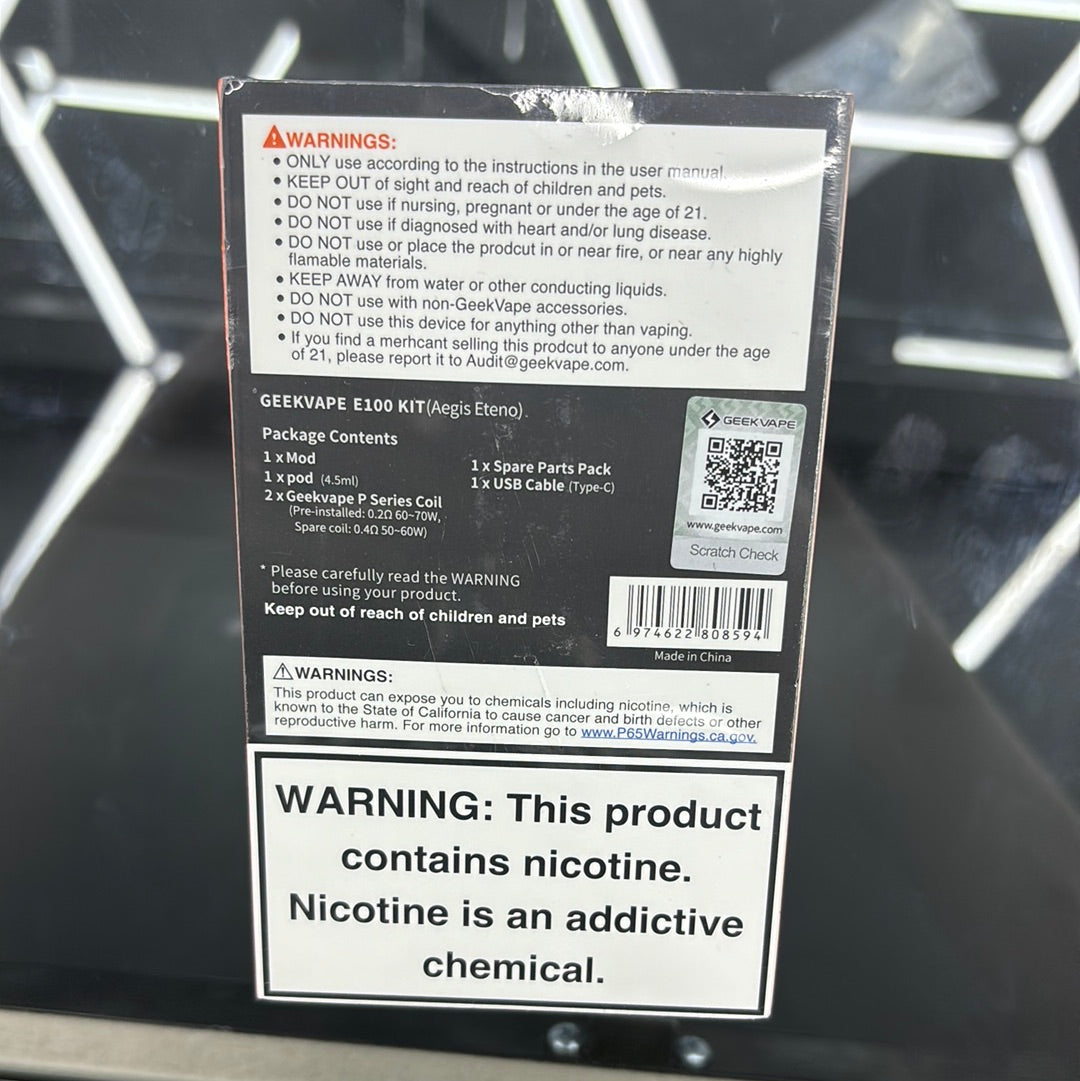 WARNINGS:
• ONLY use according to the instructions in the user manual.
• KEEP OUT of sight and reach of children and pets.
• DO NOT use if nursing, pregnant or under the age of 21.
• DO NOT use if diagnosed with heart and/or lung disease.
• DO NOT use or place the prodcut in or near fire, or near any highly
flamable materials.
• KEEP AWAY from water or other conducting liquids.
• DO NOT use with non-GeekVape accessories.
• DO NOT use this device for anything other than vaping.
• If you find a merhcant selling this prodcut to anyone under the age
of 21, please report it to Audit@geekvape.com.
GEEKVAPE E100 KIT(Aegis Eteno).
Package Contents
1 x Mod
1 x pod (4.5ml)
2 x Geekvape P Series Coil
(Pre-installed: 0.2Ω 60~70W,
Spare coil: 0.4Ω 50~60W)
1 x Spare Parts Pack
1 x USB Cable (Type-C)
GEEKVAPE
www.geekvape.com
Scratch Check
* Please carefully read the WARNING
before using your product.
Keep out of reach of children and pets
6 974622 808594
Made in China
WARNINGS:
This product can expose you to chemicals including nicotine, which is
known to the State of California to cause cancer and birth defects or other
reproductive harm. For more information go to www.P65Warnings.ca.gov.
WARNING: This product
contains nicotine.
Nicotine is an addictive
chemical.